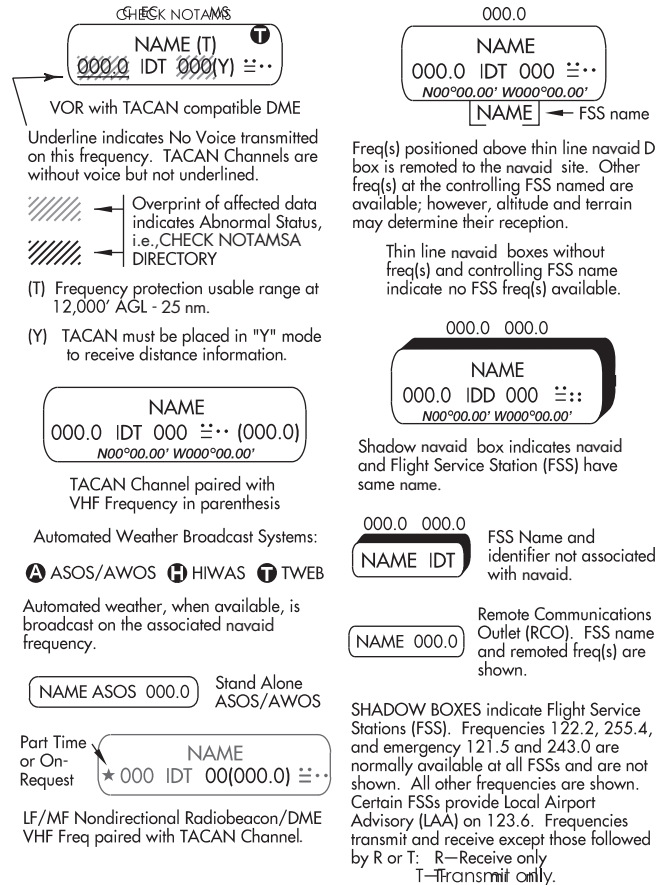 CHECK NOTAMS
NAME (T) T
000.0 IDT 000(Y)
VOR with TACAN compatible DME
Underline indicates No Voice transmitted
on this frequency. TACAN Channels are
without voice but not underlined.
Overprint of affected data
indicates Abnormal Status,
i.e.,CHECK NOTAMSA
DIRECTORY
(T) Frequency protection usable range at
12,000' AGL - 25 nm.
(Y) TACAN must be placed in "Y" mode
to receive distance information.
NAME
000.0 IDT 000 (000.0)
N00°00.00' W000°00.00'
TACAN Channel paired with
VHF Frequency in parenthesis
Automated Weather Broadcast Systems:
A ASOS/AWOS H HIWAS T TWEB
Automated weather, when available, is
broadcast on the associated navaid
frequency.
NAME ASOS 000.0
Stand Alone
ASOS/AWOS
Part Time
or On-
Request
NAME
★ 000 IDT 00(000.0)
LF/MF Nondirectional Radiobeacon/DME
VHF Freq paired with TACAN Channel.
000.0
NAME
000.0 IDT 000
N00°00.00' W000°00.00'
NAME
FSS name
Freq(s) positioned above thin line navaid D
box is remoted to the navaid site. Other
freq(s) at the controlling FSS named are
available; however, altitude and terrain
may determine their reception.
Thin line navaid boxes without
freq(s) and controlling FSS name
indicate no FSS freq(s) available.
000.0 000.0
NAME
000.0 IDD 000
N00°00.00' W000°00.00'
Shadow navaid box indicates navaid
and Flight Service Station (FSS) have
same name.
000.0 000.0
NAME IDT
FSS Name and
identifier not associated
with navaid.
NAME 000.0
Remote Communications
Outlet (RCO). FSS name
and remoted freq(s) are
shown.
SHADOW BOXES indicate Flight Service
Stations (FSS). Frequencies 122.2, 255.4,
and emergency 121.5 and 243.0 are
normally available at all FSSs and are not
shown. All other frequencies are shown.
Certain FSSs provide Local Airport
Advisory (LAA) on 123.6. Frequencies
transmit and receive except those followed
by R or T: R—Receive only
T—Transmit only.